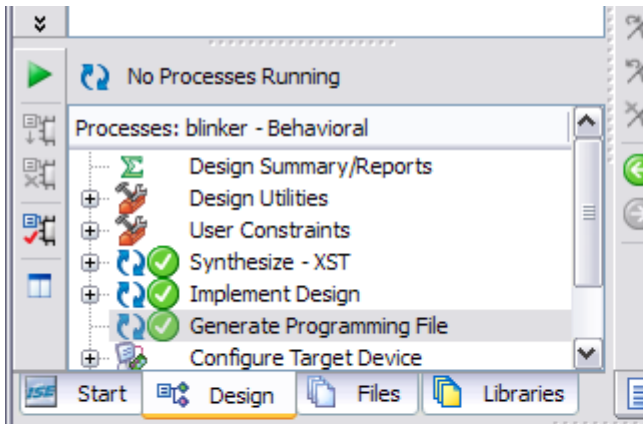 No Processes Running
Processes: blinker - Behavioral
Design Summary/Reports
Design Utilities
User Constraints
Synthesize - XST
Implement Design
Generate Programming File
Configure Target Device
ISE Start Design Files Libraries